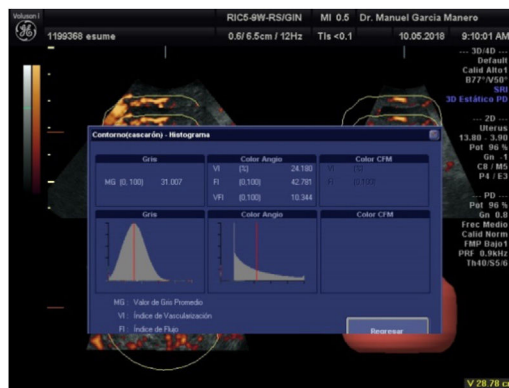 Voluson i
RIC5-9W-RS/GIN MI 0.5 Dr. Manuel García Manero
1199368 esume 0.6/ 6.5cm / 12Hz TIs <0.1 10.05.2018 9:10:01 AM
--- 3D/4D ---
Default
Calid Alto1
B77°/V50°
SRI
3D Estático PD
--- 2D ---
Uterus
13.80 - 3.90
Pot 96 %
Gn -1
C8 / M5
P4 / E3
--- PD ---
Pot 96 %
Gn 0.8
Frec Medio
Calid Norm
FMP Bajo1
PRF 0.9kHz
Th40/S5/6
Contorno(cascarón) - Histograma
Gris Color Angio Color CFM
VI (%) 24.180 VI (%)
MG (0, 100) 31.007 FI (0,100) 42.781 FI (0,100)
VFI (0,100) 10.344
Gris Color Angio Color CFM
MG : Valor de Gris Promedio
VI : Índice de Vascularización
FI : Índice de Flujo
Regresar
V 28.78 c